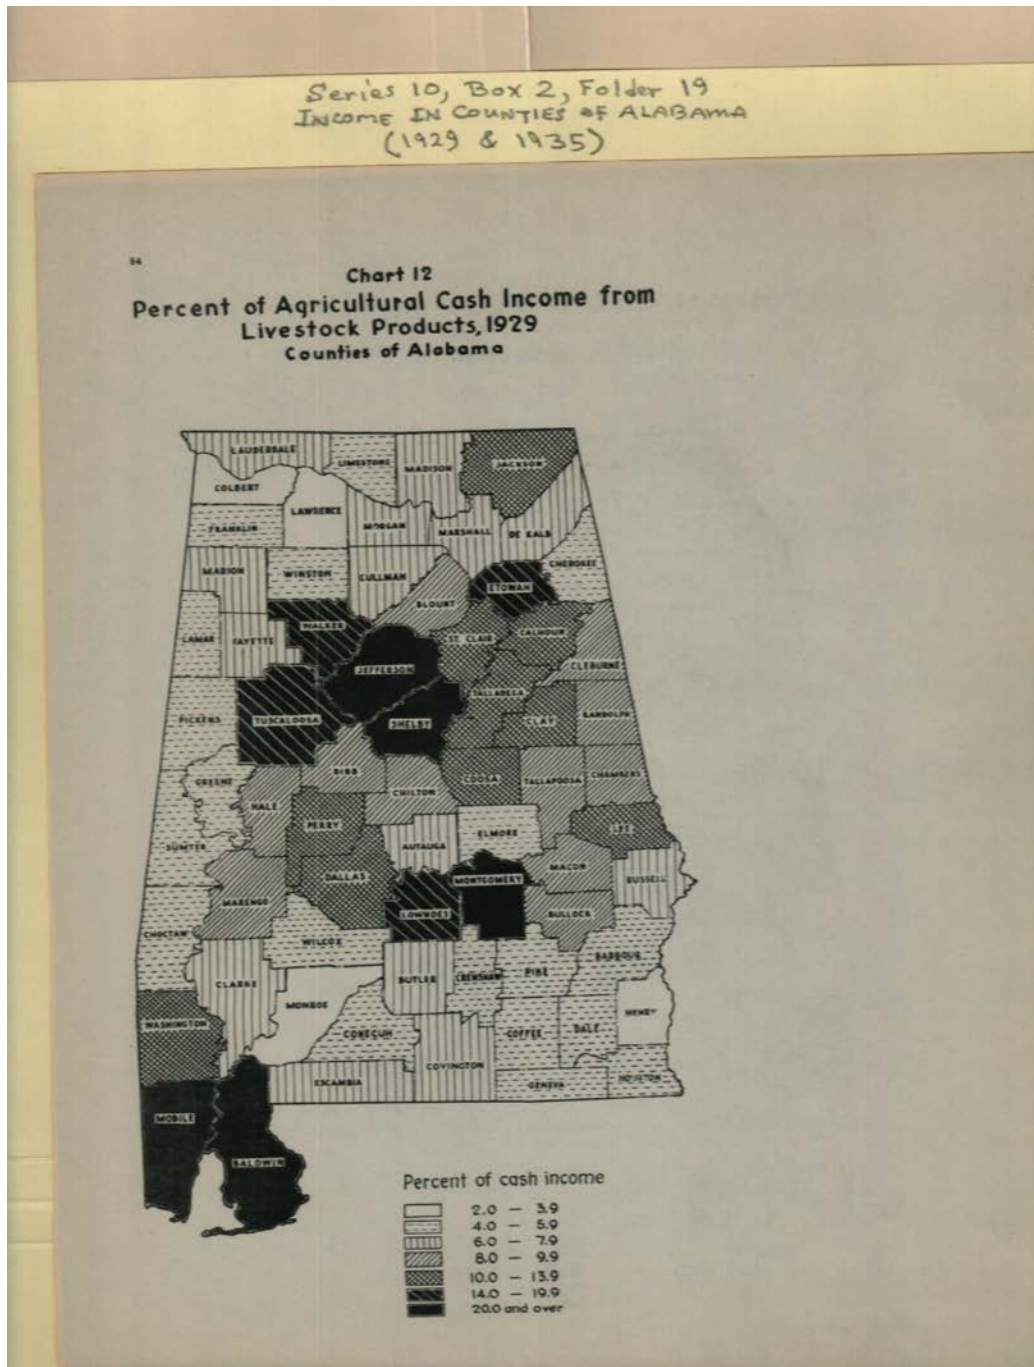 Series 10, Box 2, Folder 19
INCOME IN COUNTIES OF ALABAMA
(1929 & 1935)
54
Chart 12
Percent of Agricultural Cash Income from
Livestock Products, 1929
Counties of Alabama
LAUDERDALE
LIMESTONE
MADISON
JACKSON
COLBERT
LAWRENCE
FRANKLIN
MORGAN
MARSHALL
DE KALB
MARION
WINSTON
CULLMAN
CHEROKEE
ETOWAH
BLOUNT
LAMAR
FAYETTE
WALKER
ST. CLAIR
CALHOUN
JEFFERSON
CLEBURNE
PICKENS
TUSCALOOSA
SHELBY
TALLADEGA
CLAY
RANDOLPH
GREENE
HALE
BIBB
CHILTON
COOSA
TALLAPOOSA
CHAMBERS
SUMTER
PERRY
AUTAUGA
ELMORE
LEE
MARENGO
DALLAS
LOWNDES
MONTGOMERY
MACON
BULLOCK
RUSSELL
CHOCTAW
WILCOX
CLARKE
MONROE
BUTLER
CRENSHAW
PIKE
BARBOUR
WASHINGTON
CONECUH
COFFEE
DALE
HENRY
ESCAMBIA
COVINGTON
GENEVA
HOUSTON
MOBILE
BALDWIN
Percent of cash income
2.0 — 3.9
4.0 — 5.9
6.0 — 7.9
8.0 — 9.9
10.0 — 13.9
14.0 — 19.9
20.0 and over